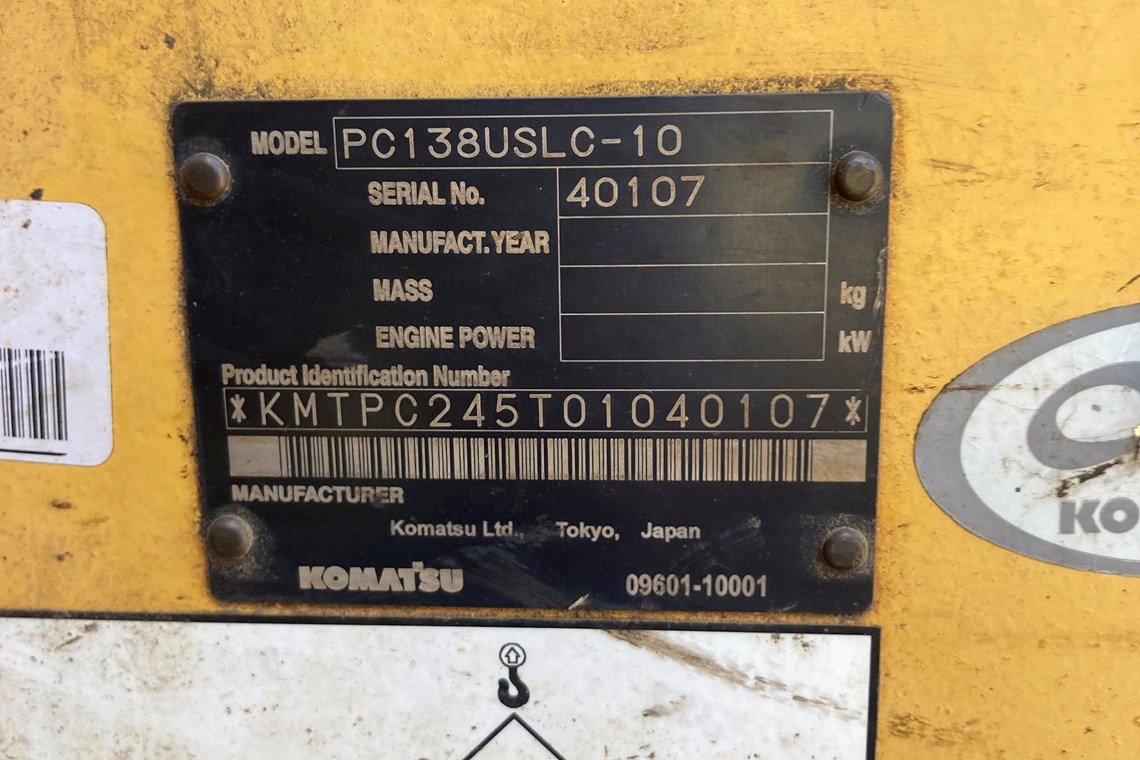 MODEL PC138USLC-10
SERIAL No. 40107
MANUFACT. YEAR
MASS kg
ENGINE POWER kW
Product Identification Number
*KMTPC245T01040107*
MANUFACTURER
Komatsu Ltd., Tokyo, Japan
KOMATSU 09601-10001
KO